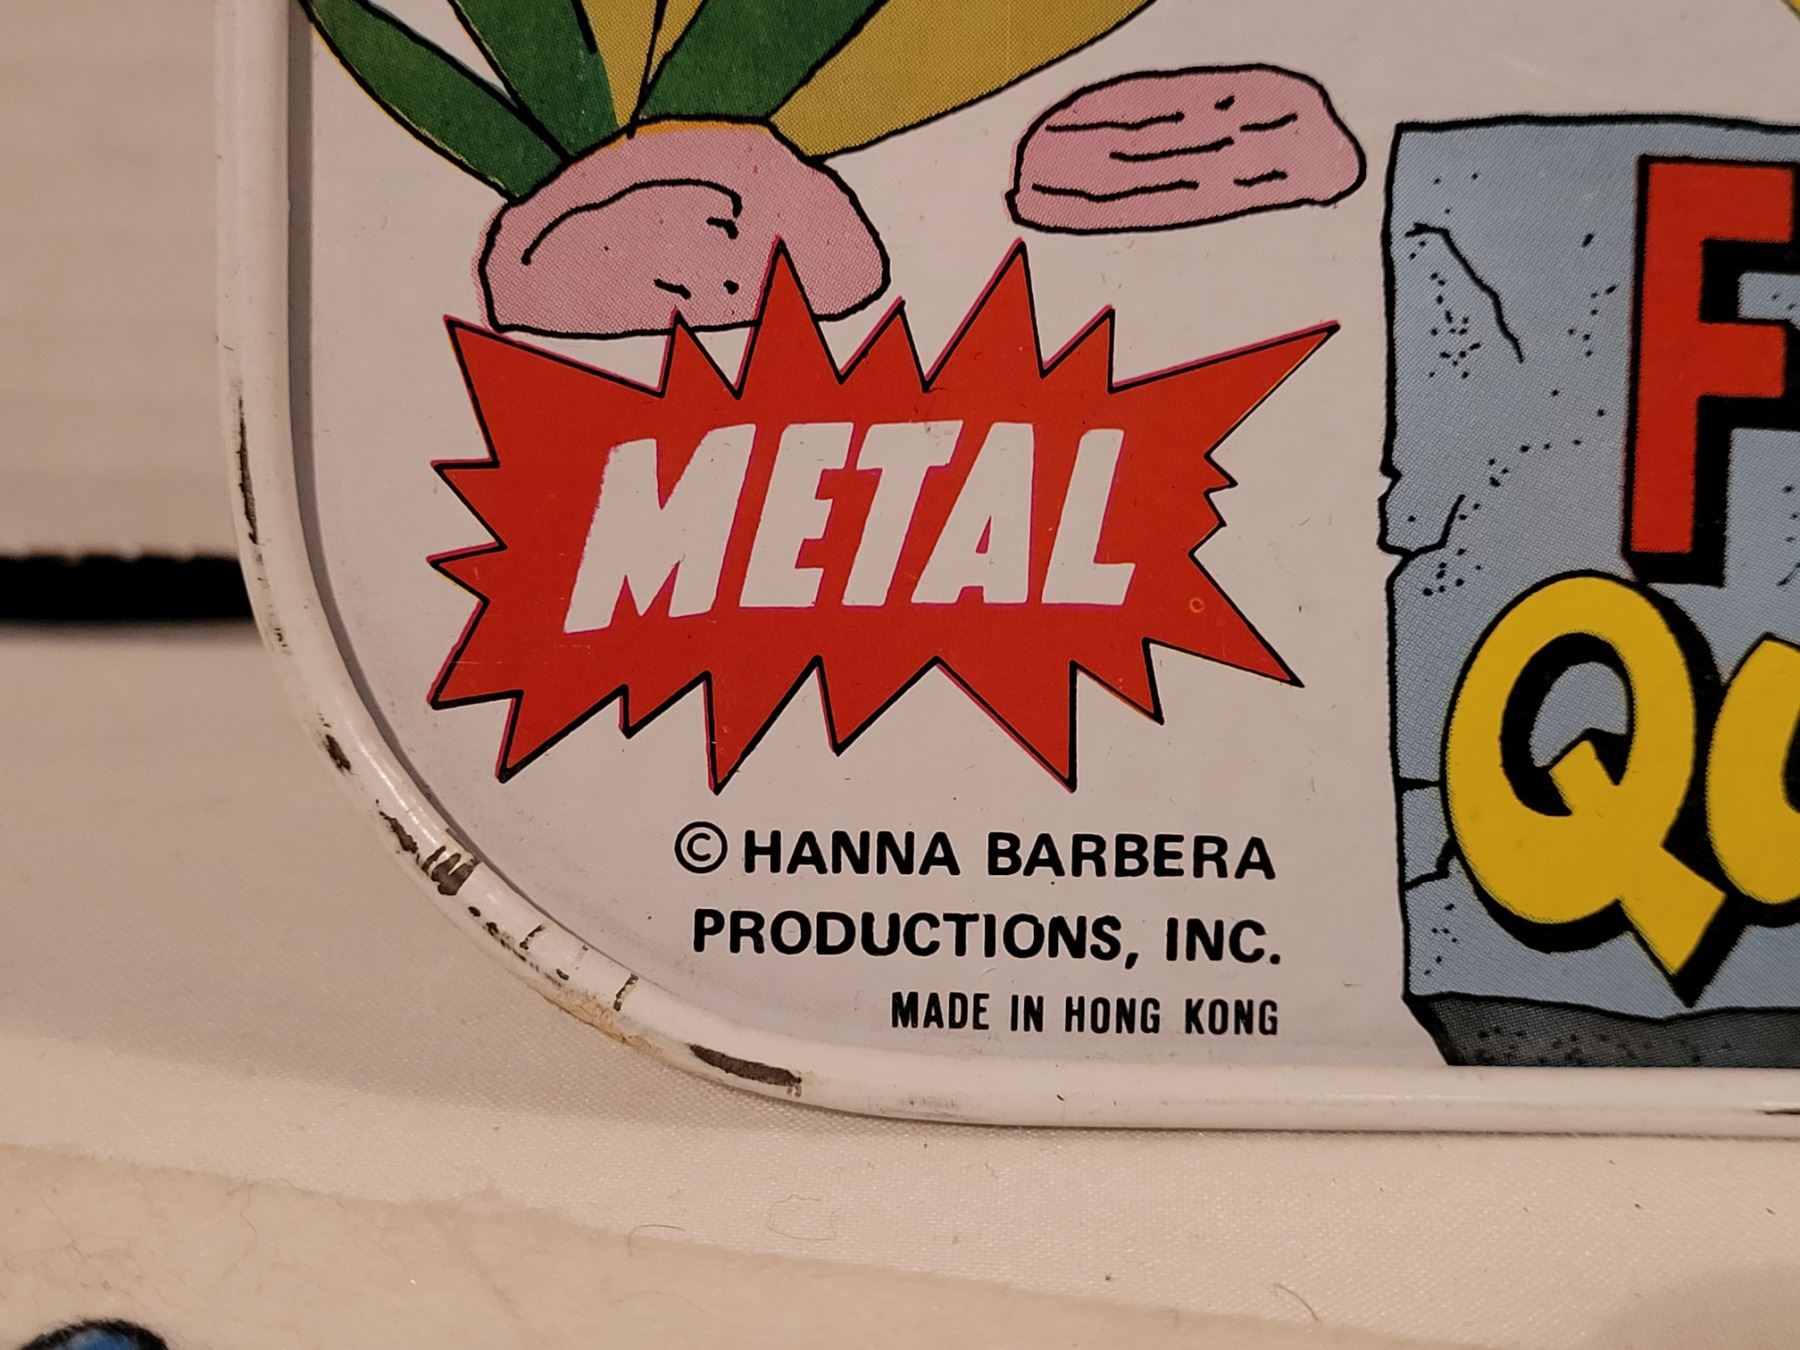 METAL
© HANNA BARBERA
PRODUCTIONS, INC.
MADE IN HONG KONG